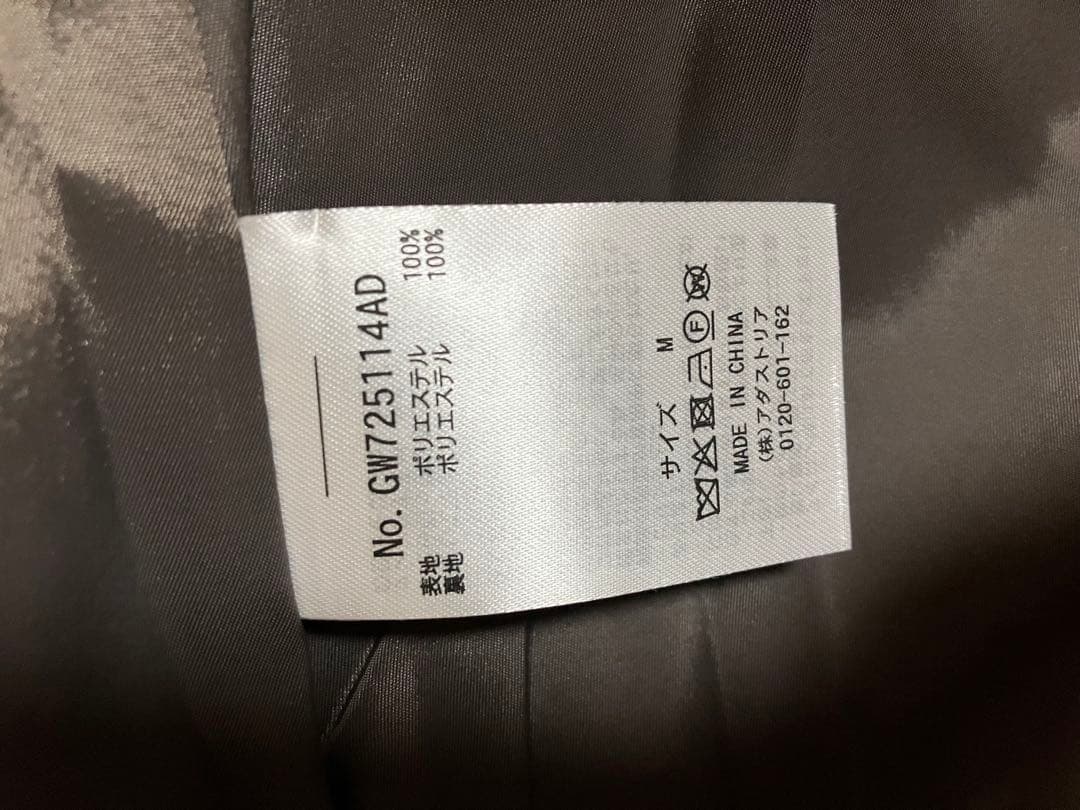 No. GW725114AD
表地 ポリエステル 100%
裏地 ポリエステル 100%
サイズ M
F
W
MADE IN CHINA
(株)アダストリア
0120-601-162